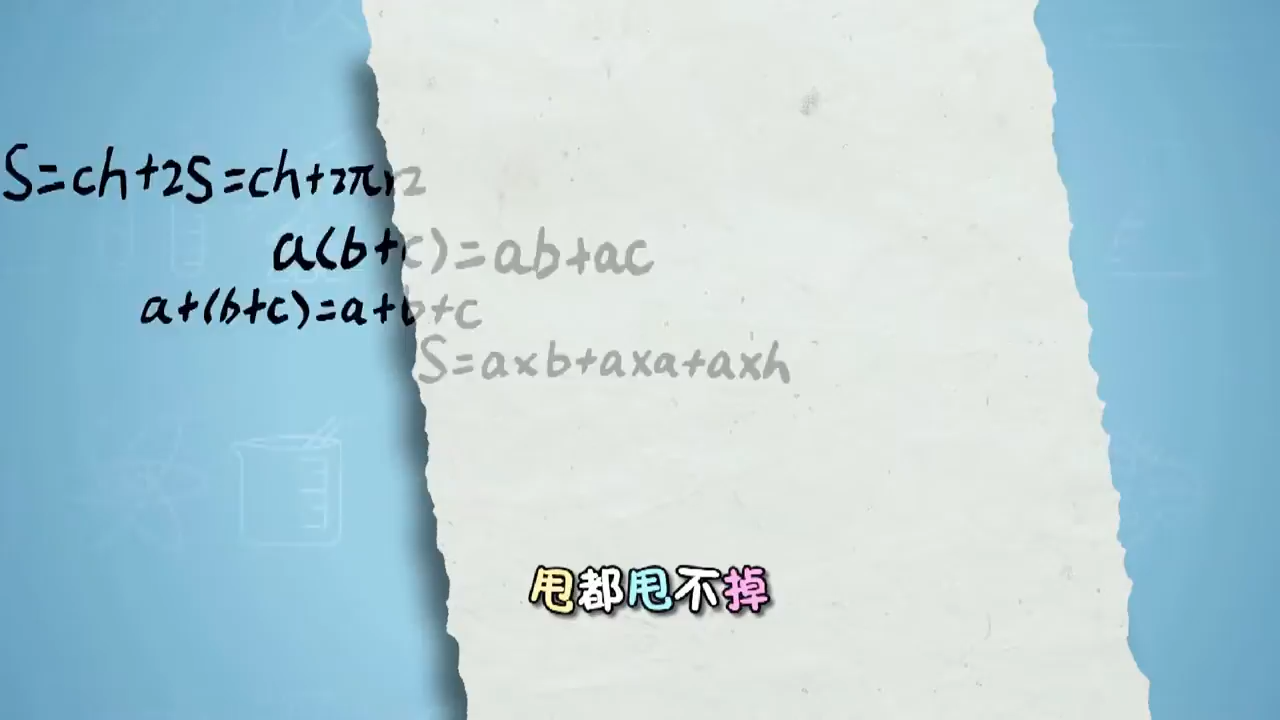 S=ch+2S=ch+2πr2
a(b+c)=ab+ac
a+(b+c)=a+b+c
S=a×b+a×a+a×h
甩都甩不掉